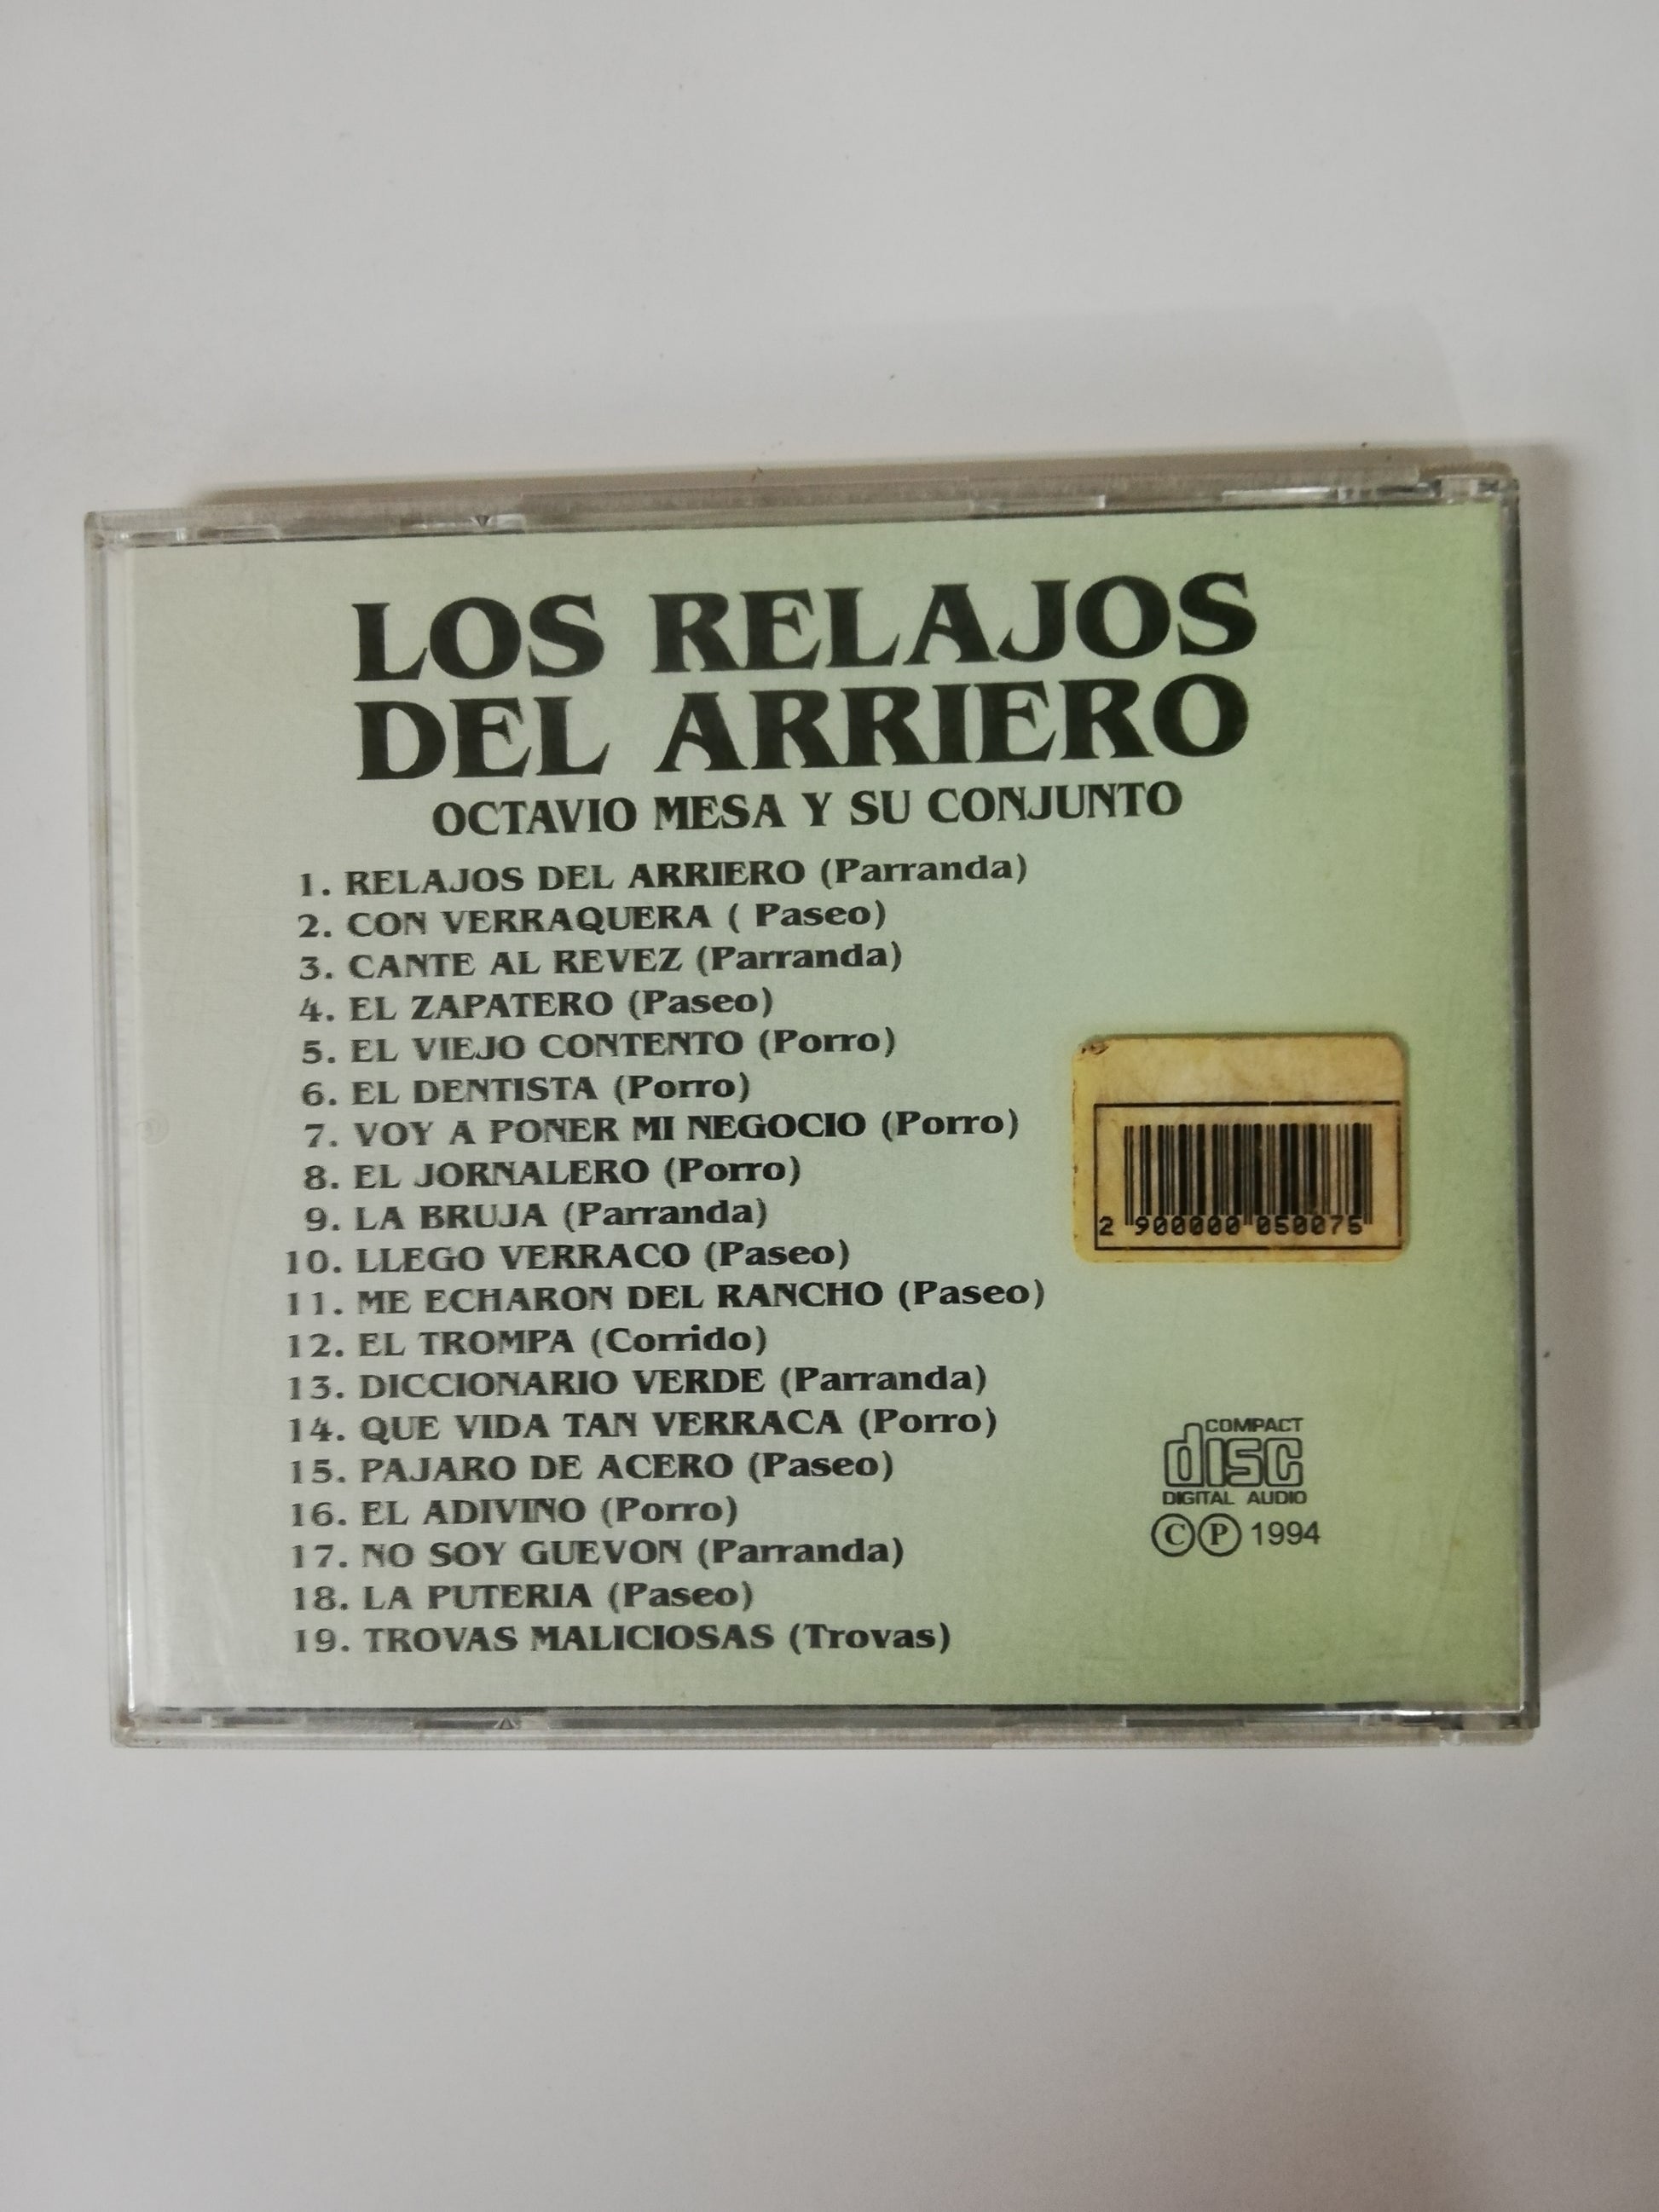 LOS RELAJOS
DEL ARRIERO
OCTAVIO MESA Y SU CONJUNTO
1. RELAJOS DEL ARRIERO (Parranda)
2. CON VERRAQUERA ( Paseo)
3. CANTE AL REVEZ (Parranda)
4. EL ZAPATERO (Paseo)
5. EL VIEJO CONTENTO (Porro)
6. EL DENTISTA (Porro)
7. VOY A PONER MI NEGOCIO (Porro)
8. EL JORNALERO (Porro)
9. LA BRUJA (Parranda)
10. LLEGO VERRACO (Paseo)
11. ME ECHARON DEL RANCHO (Paseo)
12. EL TROMPA (Corrido)
13. DICCIONARIO VERDE (Parranda)
14. QUE VIDA TAN VERRACA (Porro)
15. PAJARO DE ACERO (Paseo)
16. EL ADIVINO (Porro)
17. NO SOY GUEVON (Parranda)
18. LA PUTERIA (Paseo)
19. TROVAS MALICIOSAS (Trovas)
2 900000 050075
COMPACT
disc
DIGITAL AUDIO
Ⓒ Ⓟ 1994